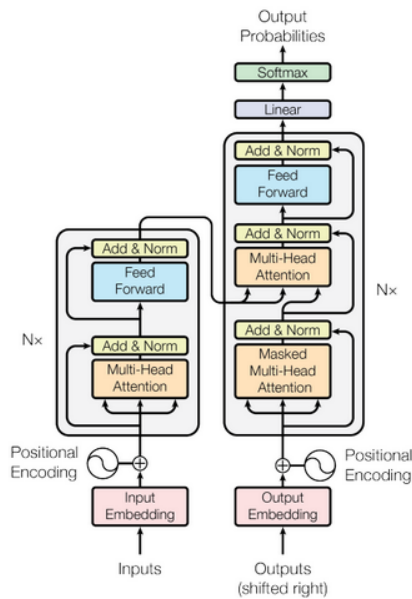 Output
Probabilities
Softmax
Linear
Add & Norm
Feed
Forward
Add & Norm
Multi-Head
Attention
Add & Norm
Masked
Multi-Head
Attention
N×
Positional
Encoding
Output
Embedding
Outputs
(shifted right)
Add & Norm
Feed
Forward
Add & Norm
Multi-Head
Attention
N×
Positional
Encoding
Input
Embedding
Inputs